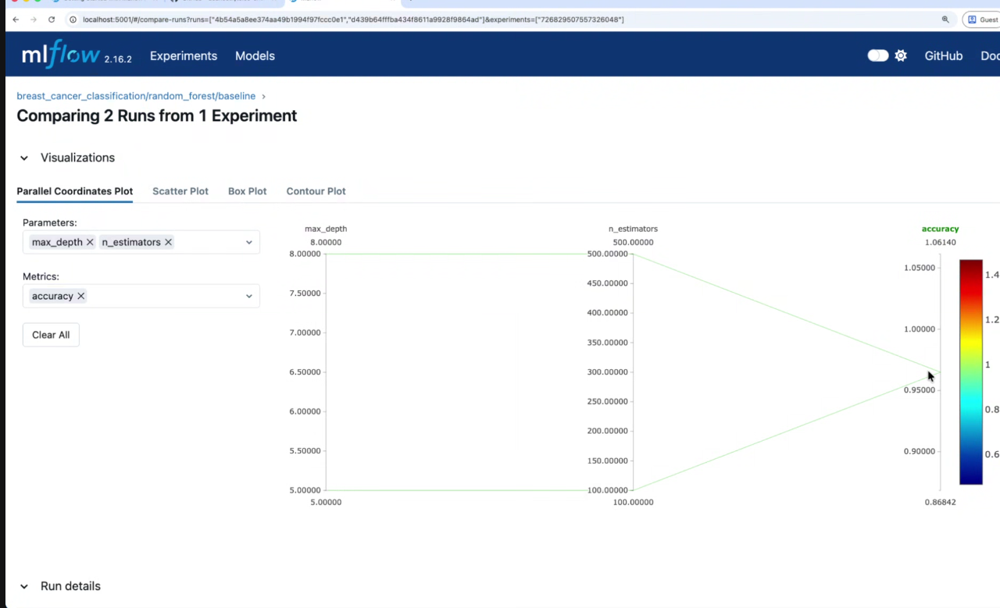 localhost:5001/#/compare-runs?runs=["4b54a5a8ee374aa49b1994f97fccc0e1","d439b64fffba434f8611a9928f9864ad"]&experiments=["726829507557326048"]
Guest
mlflow 2.16.2 Experiments Models GitHub Doc
breast_cancer_classification/random_forest/baseline
Comparing 2 Runs from 1 Experiment
Visualizations
Parallel Coordinates Plot Scatter Plot Box Plot Contour Plot
Parameters:
max_depth n_estimators
Metrics:
accuracy
Clear All
max_depth
8.00000
8.00000
7.50000
7.00000
6.50000
6.00000
5.50000
5.00000
5.00000
n_estimators
500.00000
500.00000
450.00000
400.00000
350.00000
300.00000
250.00000
200.00000
150.00000
100.00000
100.00000
accuracy
1.06140
1.05000
1.00000
0.95000
0.90000
0.86842
1.4
1.2
1
0.8
0.6
Run details